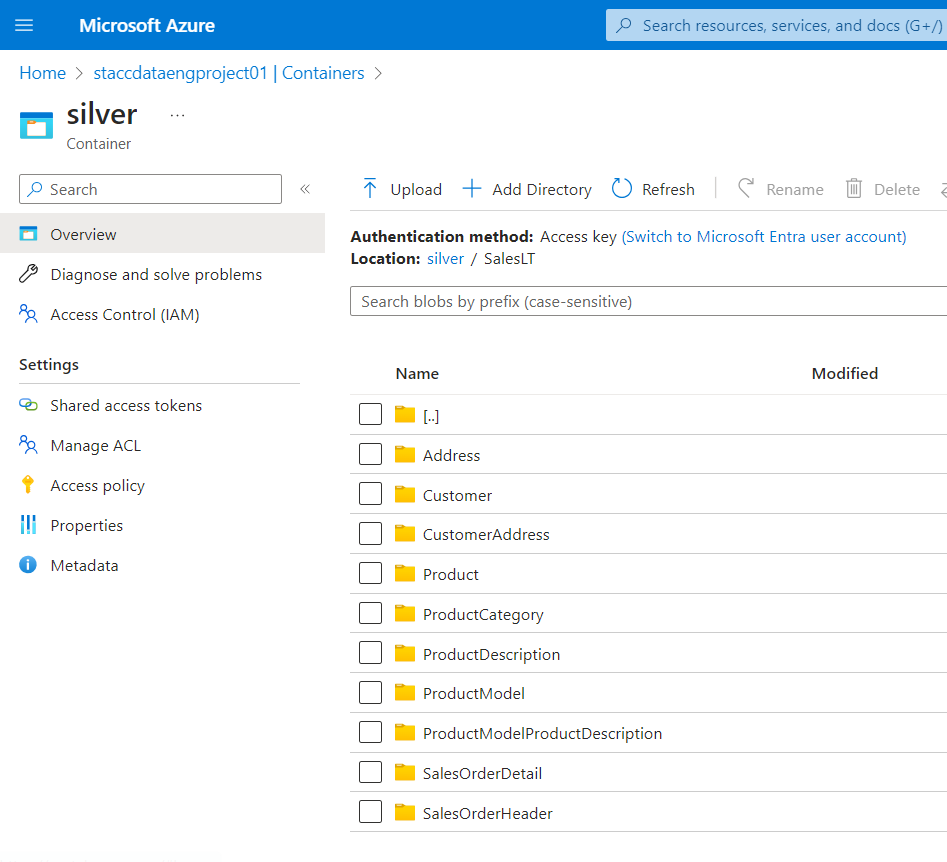 Microsoft Azure
Search resources, services, and docs (G+/)
Home > staccdataengproject01 | Containers >
silver ...
Container
Search «
Upload Add Directory Refresh Rename Delete
Overview
Diagnose and solve problems
Access Control (IAM)
Settings
Shared access tokens
Manage ACL
Access policy
Properties
Metadata
Authentication method: Access key (Switch to Microsoft Entra user account)
Location: silver / SalesLT
Search blobs by prefix (case-sensitive)
Name Modified
[..]
Address
Customer
CustomerAddress
Product
ProductCategory
ProductDescription
ProductModel
ProductModelProductDescription
SalesOrderDetail
SalesOrderHeader